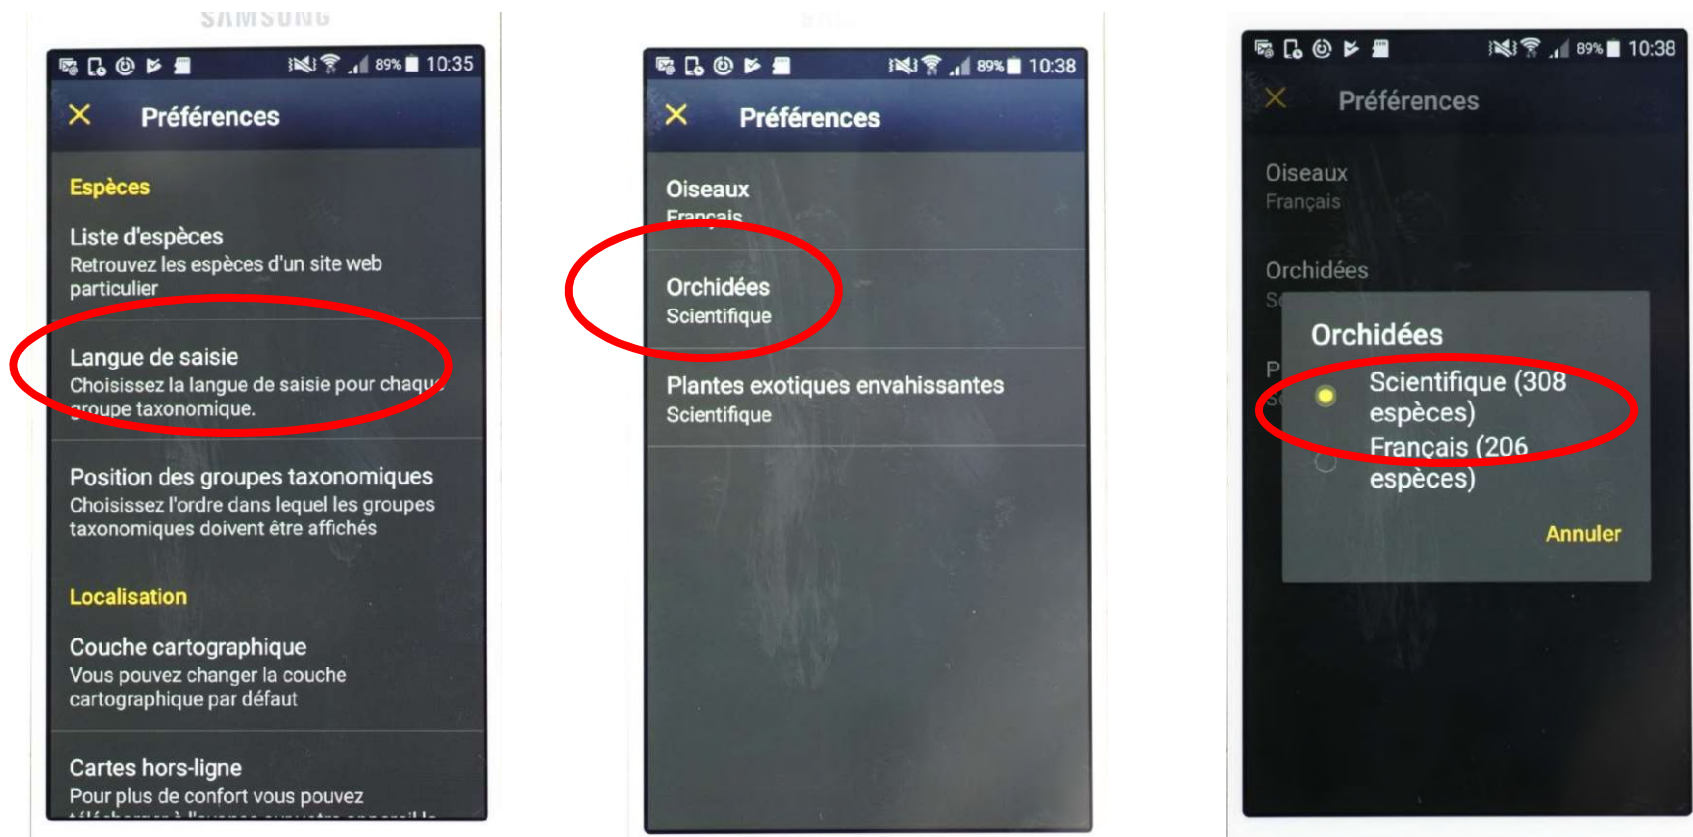 SAMSUNG
89% 10:35
Préférences
Espèces
Liste d'espèces
Retrouvez les espèces d'un site web
particulier
Langue de saisie
Choisissez la langue de saisie pour chaque
groupe taxonomique.
Position des groupes taxonomiques
Choisissez l'ordre dans lequel les groupes
taxonomiques doivent être affichés
Localisation
Couche cartographique
Vous pouvez changer la couche
cartographique par défaut
Cartes hors-ligne
Pour plus de confort vous pouvez
89% 10:38
Préférences
Oiseaux
Français
Orchidées
Scientifique
Plantes exotiques envahissantes
Scientifique
89% 10:38
Préférences
Oiseaux
Français
Orchidées
Orchidées
Scientifique (308
espèces)
Français (206
espèces)
Annuler